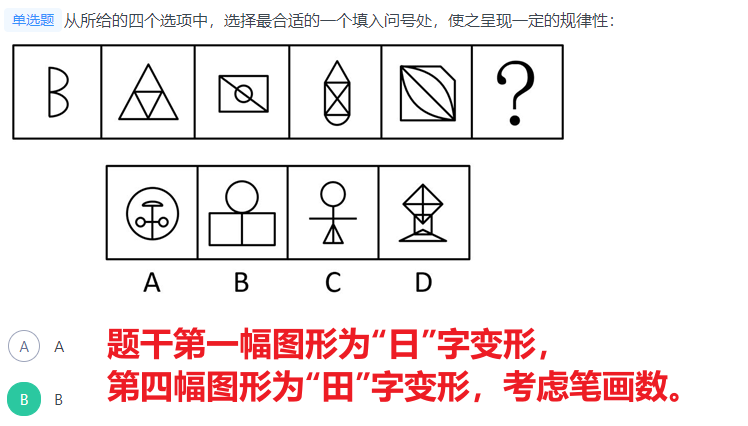 单选题 从所给的四个选项中，选择最合适的一个填入问号处，使之呈现一定的规律性：
?
A B C D
A A
题干第一幅图形为“日”字变形，
B B
第四幅图形为“田”字变形，考虑笔画数。